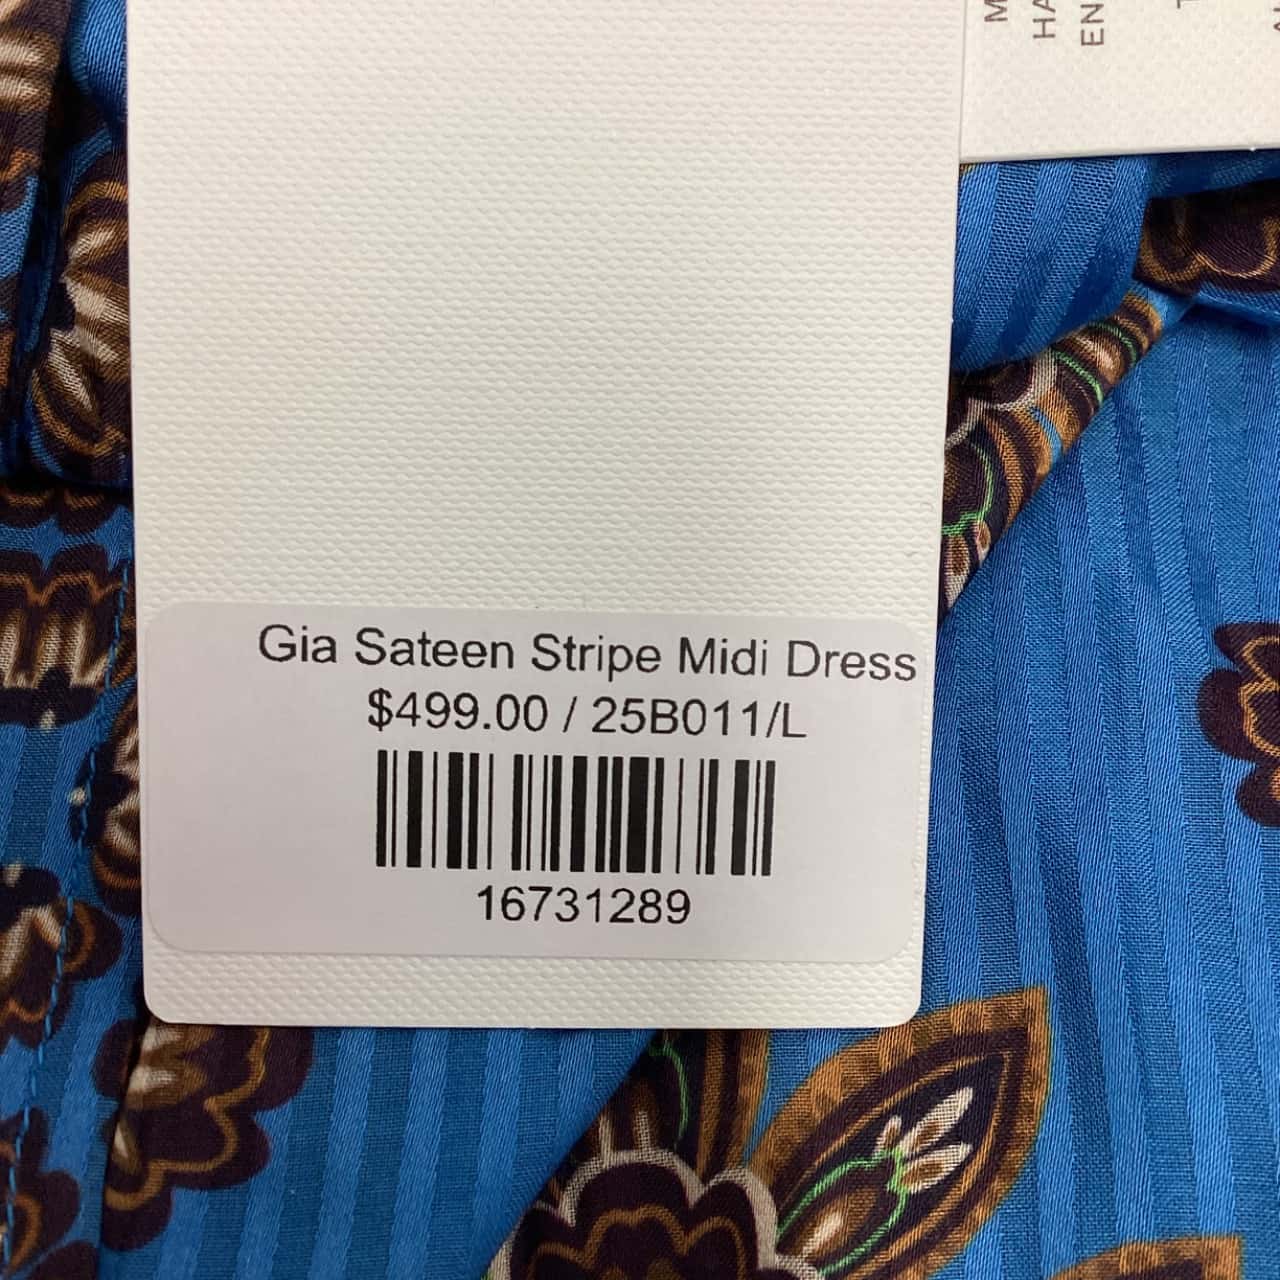 Gia Sateen Stripe Midi Dress
$499.00 / 25B011/L
16731289